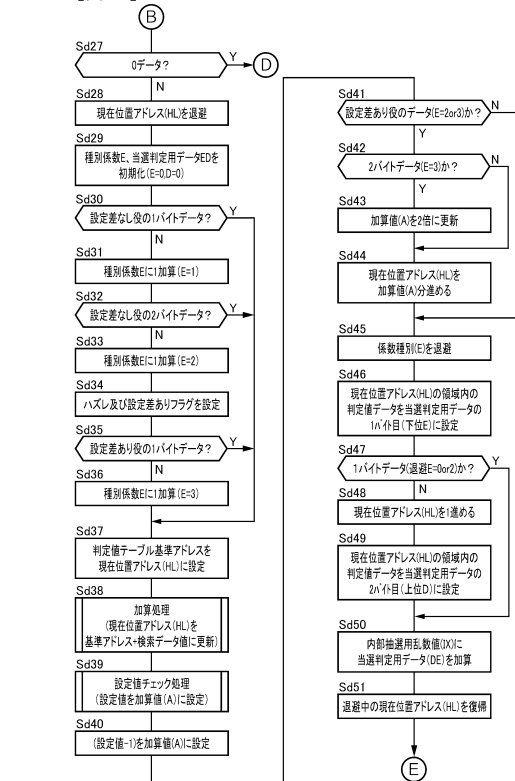 B
Sd27
0データ?
Y
D
N
Sd28
現在位置アドレス(HL)を退避
Sd29
種別係数E、当選判定用データEDを
初期化(E=0,D=0)
Sd30
設定差なし役の1バイトデータ?
Y
N
Sd31
種別係数Eに1加算(E=1)
Sd32
設定差なし役の2バイトデータ?
Y
N
Sd33
種別係数Eに1加算(E=2)
Sd34
ハズレ及び設定差ありフラグを設定
Sd35
設定差あり役の1バイトデータ?
Y
N
Sd36
種別係数Eに1加算(E=3)
Sd37
判定値テーブル基準アドレスを
現在位置アドレス(HL)に設定
Sd38
加算処理
(現在位置アドレス(HL)を
基準アドレス+検索データ値に更新)
Sd39
設定値チェック処理
(設定値を加算値(A)に設定)
Sd40
(設定値-1)を加算値(A)に設定
Sd41
設定差あり役のデータ(E=2or3)か?
N
Y
Sd42
2バイトデータ(E=3)か?
N
Y
Sd43
加算値(A)を2倍に更新
Sd44
現在位置アドレス(HL)を
加算値(A)分進める
Sd45
係数種別(E)を退避
Sd46
現在位置アドレス(HL)の領域内の
判定値データを当選判定用データの
1バイト目(下位E)に設定
Sd47
1バイトデータ(退避E=0or2)か?
Y
N
Sd48
現在位置アドレス(HL)を1進める
Sd49
現在位置アドレス(HL)の領域内の
判定値データを当選判定用データの
2バイト目(上位D)に設定
Sd50
内部抽選用乱数値(IX)に
当選判定用データ(DE)を加算
Sd51
退避中の現在位置アドレス(HL)を復帰
E